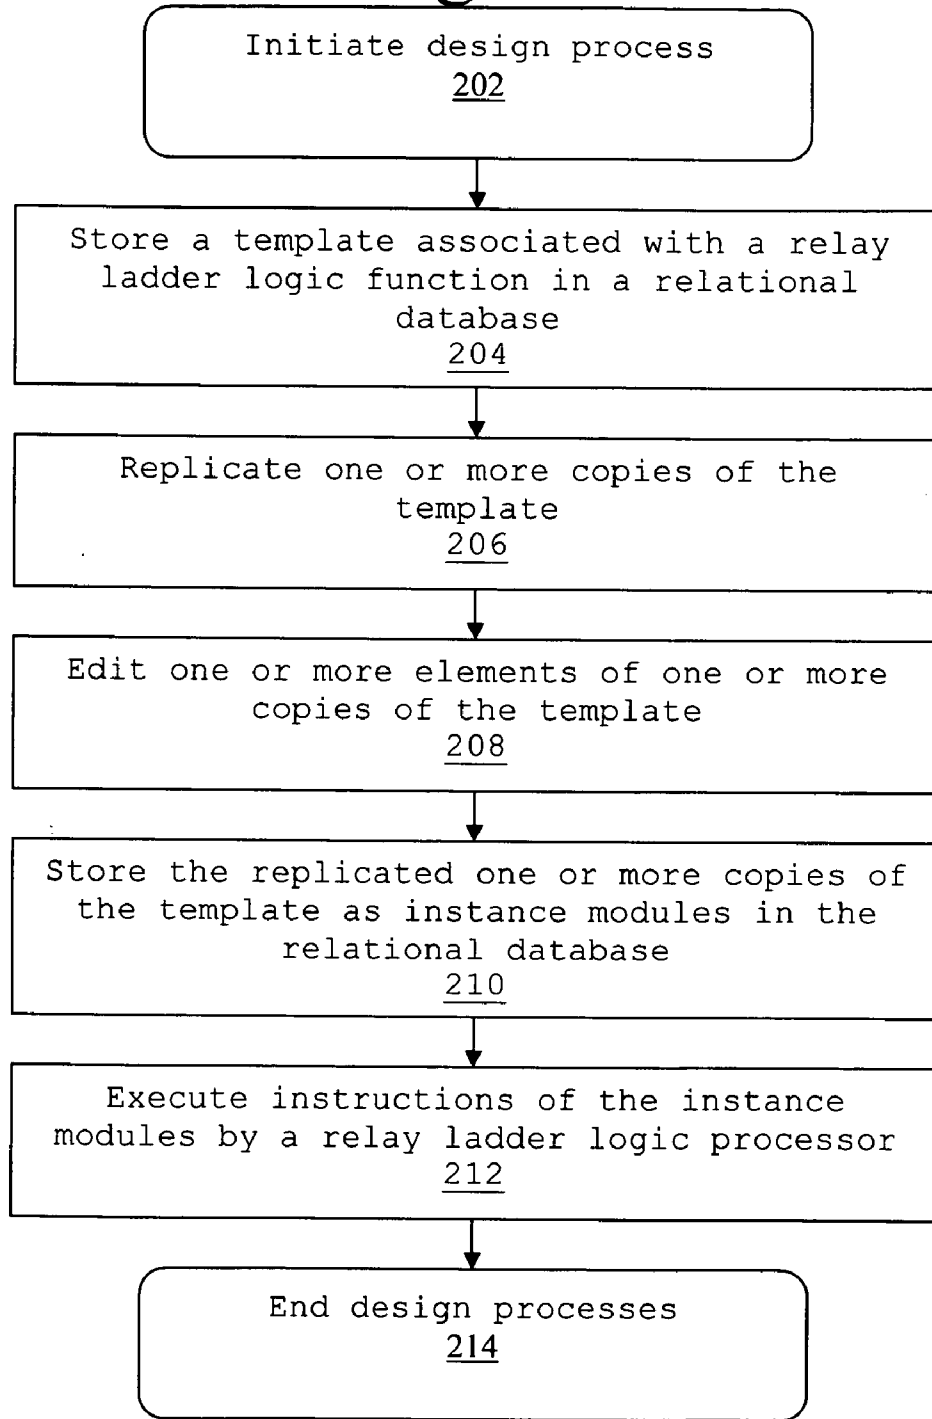 Initiate design process
202
Store a template associated with a relay
ladder logic function in a relational
database
204
Replicate one or more copies of the
template
206
Edit one or more elements of one or more
copies of the template
208
Store the replicated one or more copies of
the template as instance modules in the
relational database
210
Execute instructions of the instance
modules by a relay ladder logic processor
212
End design processes
214